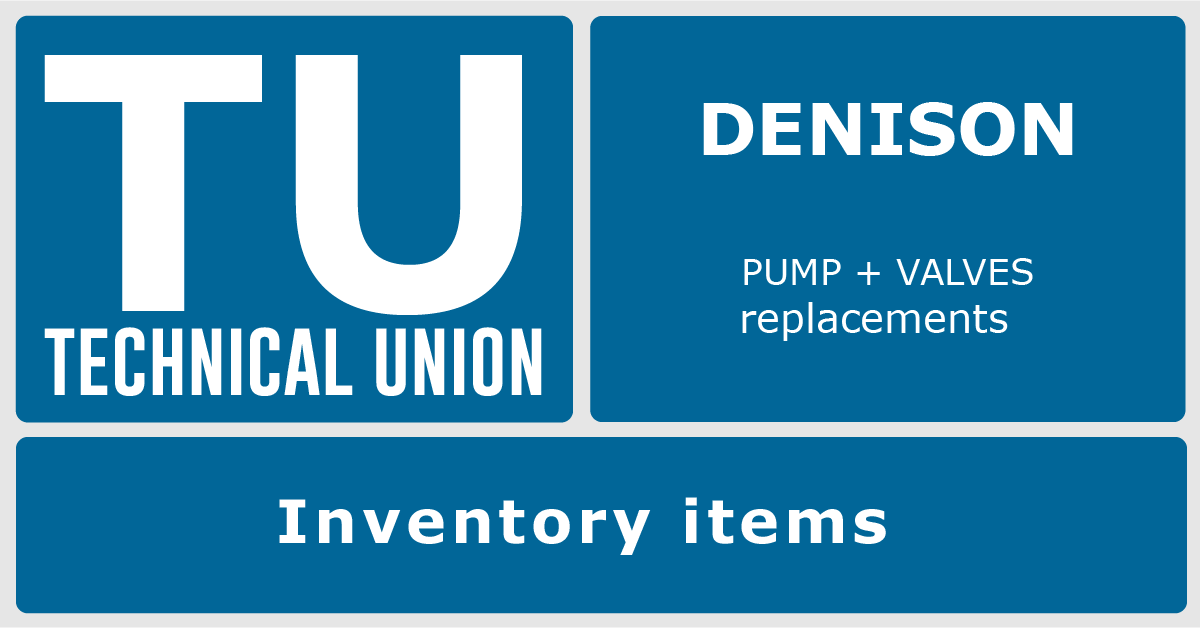 TU
TECHNICAL UNION
DENISON
PUMP + VALVES
replacements
Inventory items